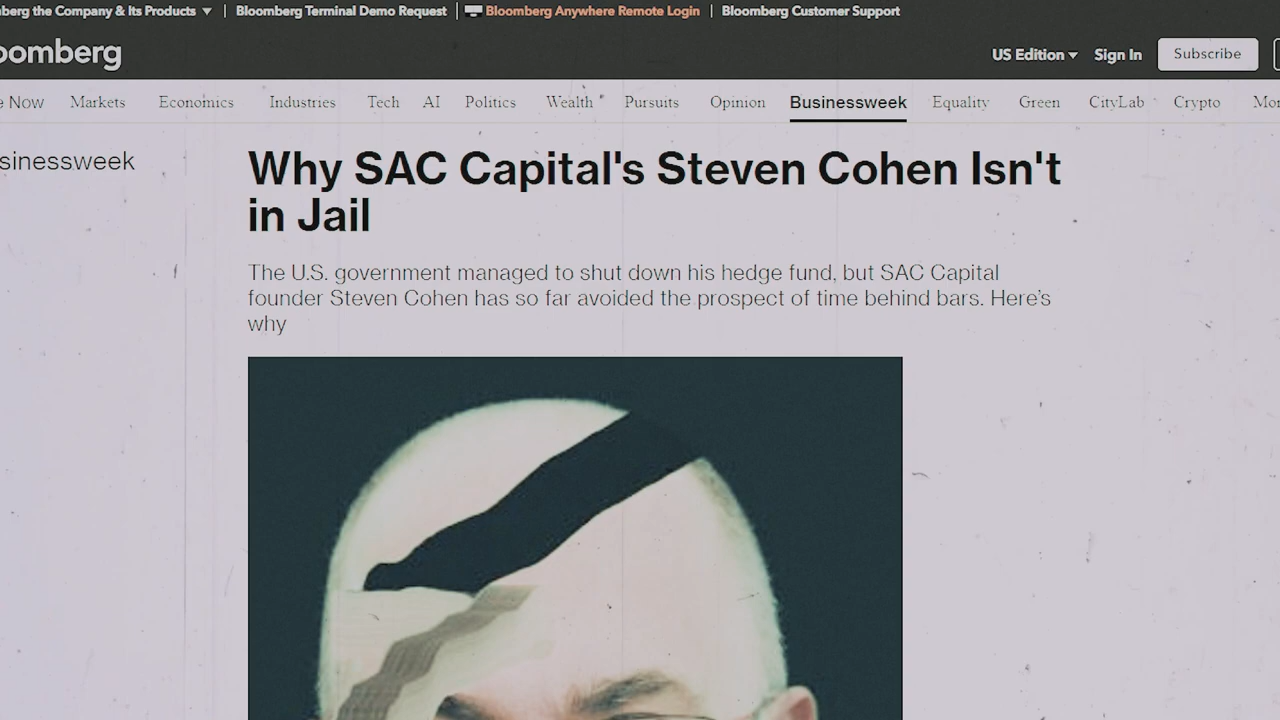 berg the Company & Its Products
Bloomberg Terminal Demo Request
Bloomberg Anywhere Remote Login
Bloomberg Customer Support
oomberg
US Edition
Sign In
Subscribe
e Now
Markets
Economics
Industries
Tech
AI
Politics
Wealth
Pursuits
Opinion
Businessweek
Equality
Green
CityLab
Crypto
Mo
sinessweek
Why SAC Capital's Steven Cohen Isn't
in Jail
The U.S. government managed to shut down his hedge fund, but SAC Capital
founder Steven Cohen has so far avoided the prospect of time behind bars. Here’s
why